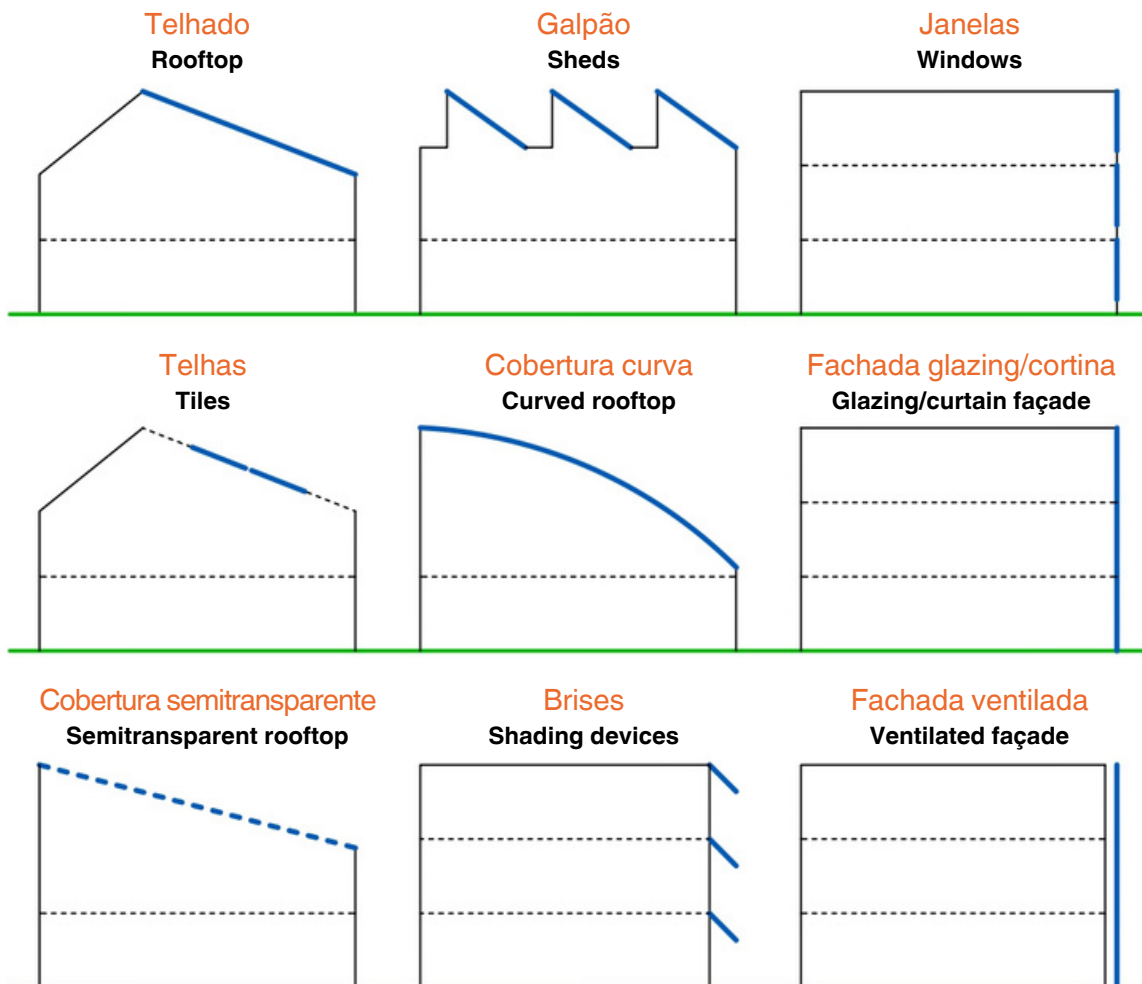 Telhado
Rooftop
Galpão
Sheds
Janelas
Windows
Telhas
Tiles
Cobertura curva
Curved rooftop
Fachada glazing/cortina
Glazing/curtain façade
Cobertura semitransparente
Semitransparent rooftop
Brises
Shading devices
Fachada ventilada
Ventilated façade